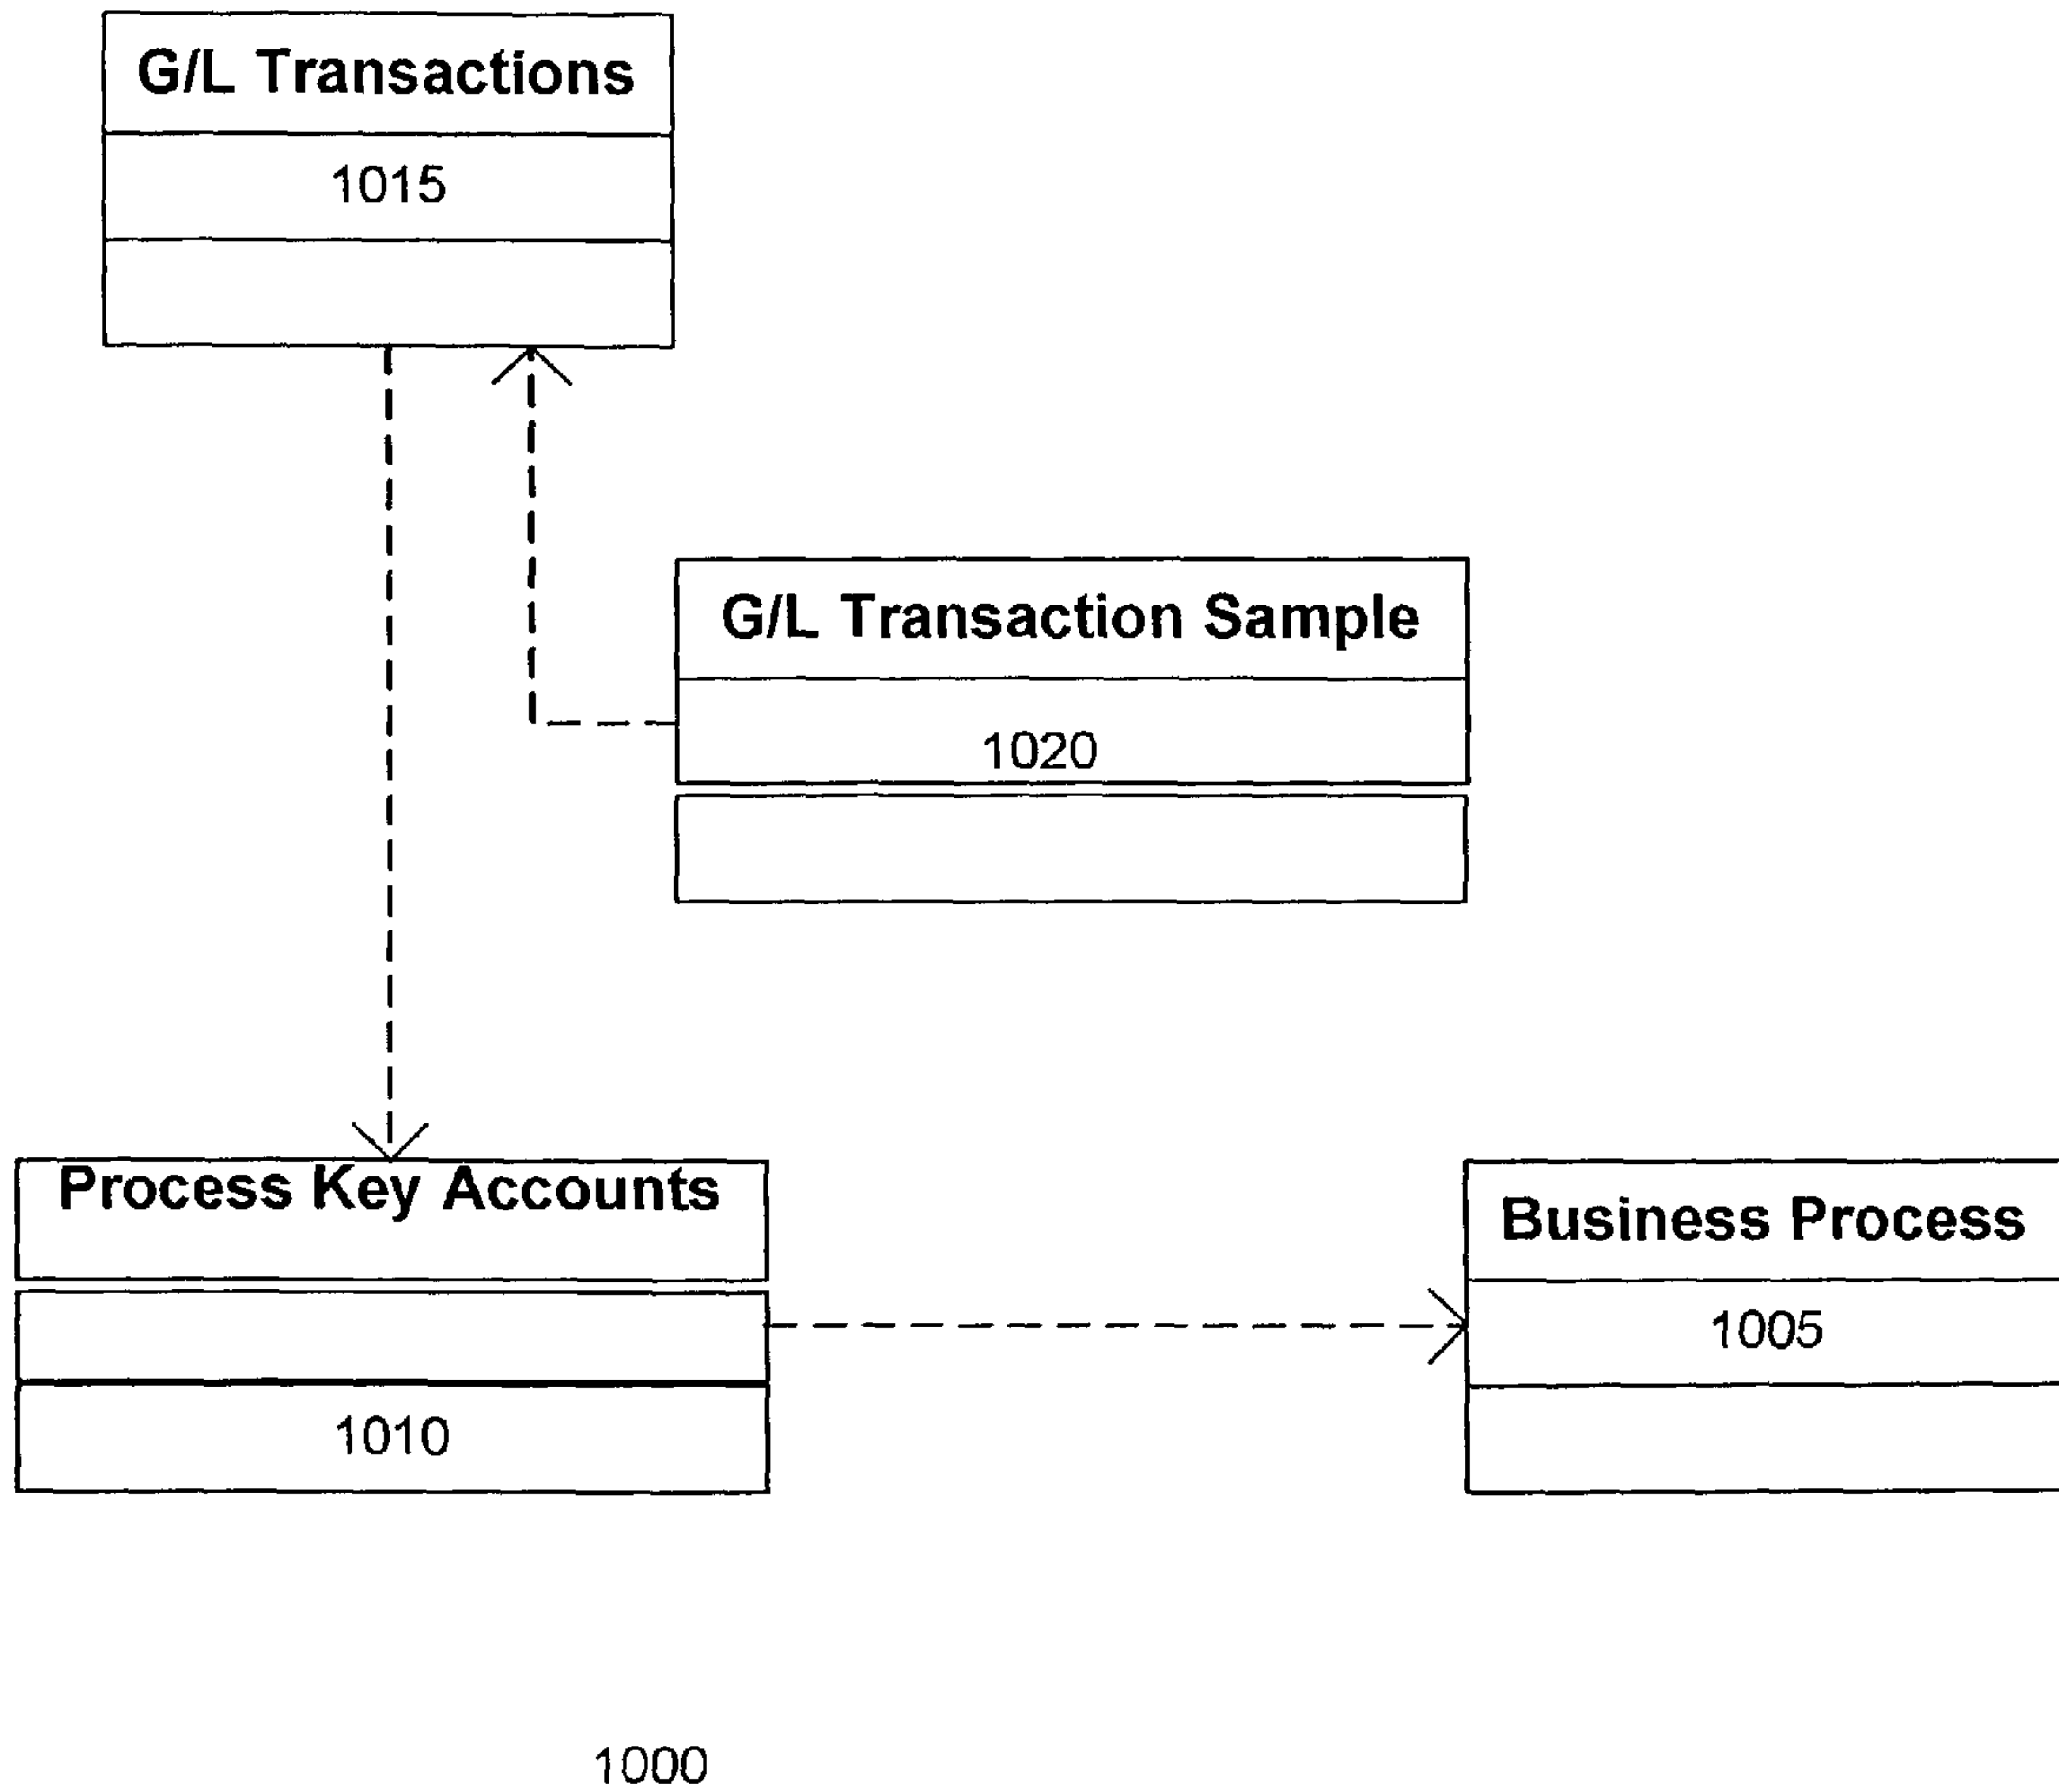 G/L Transactions
1015
G/L Transaction Sample
1020
Process Key Accounts
1010
Business Process
1005
1000